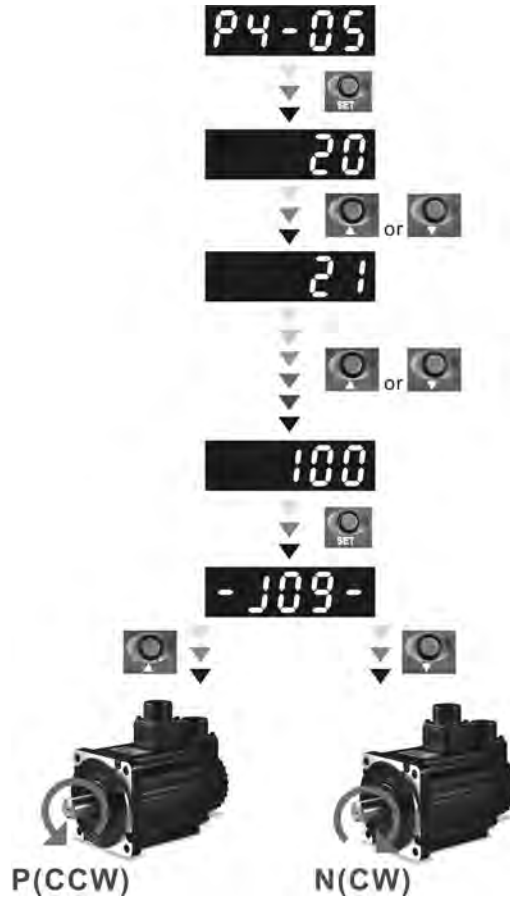 P4-05
SET
20
▲ or ▼
21
▲ or ▼
100
SET
-JOG-
▲ ▼
P(CCW) N(CW)